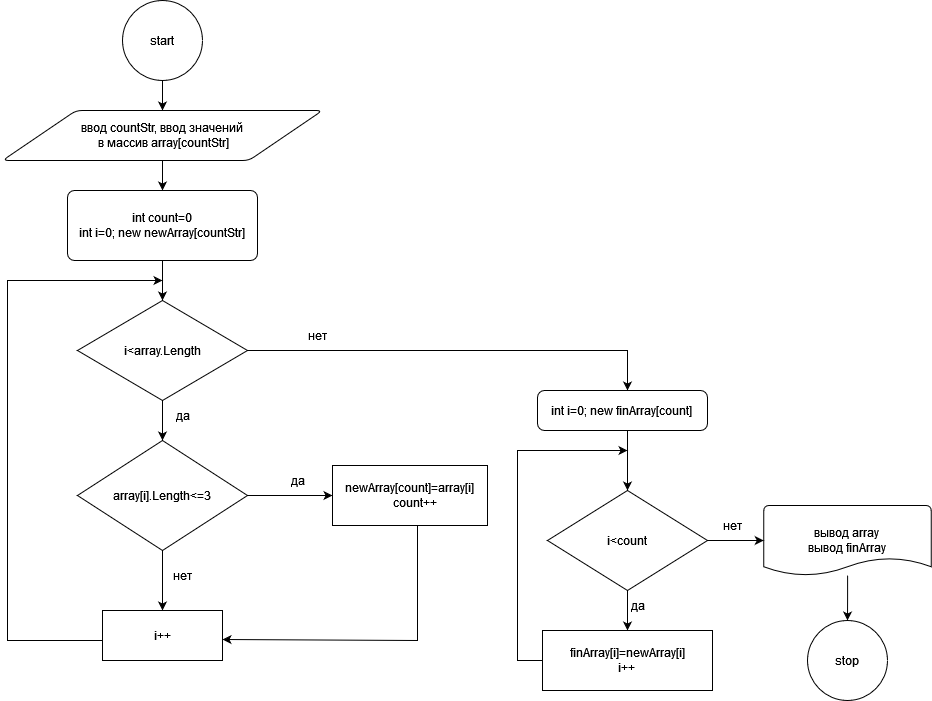 start
ввод countStr, ввод значений
в массив array[countStr]
int count=0
int i=0; new newArray[countStr]
i<array.Length
нет
да
array[i].Length<=3
да
newArray[count]=array[i]
count++
нет
i++
int i=0; new finArray[count]
i<count
нет
вывод array
вывод finArray
да
finArray[i]=newArray[i]
i++
stop